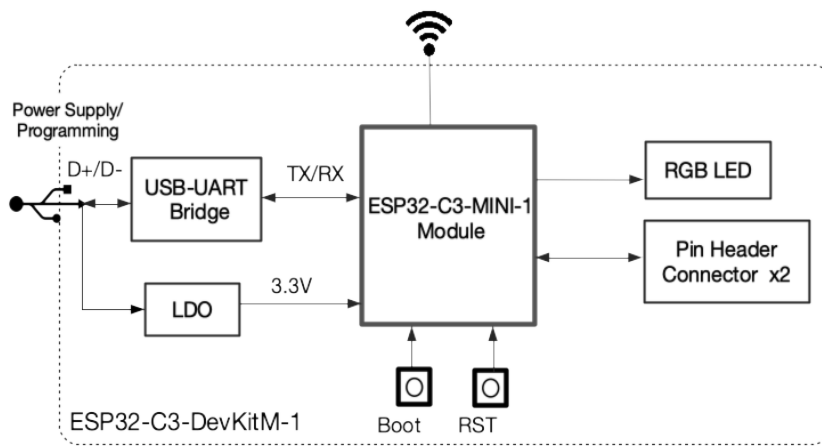 Power Supply/
Programming
D+/D-
USB-UART
Bridge
TX/RX
ESP32-C3-MINI-1
Module
RGB LED
Pin Header
Connector x2
LDO
3.3V
Boot
RST
ESP32-C3-DevKitM-1